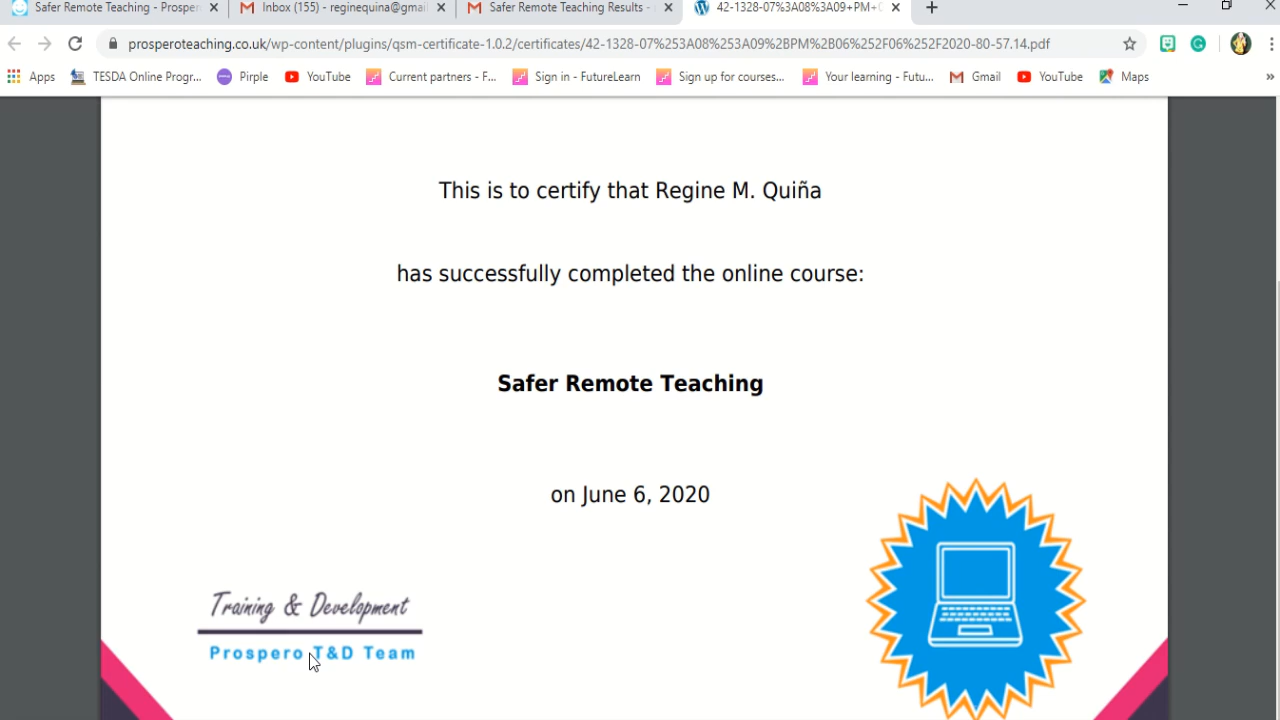 Safer Remote Teaching - Prosper
Inbox (155) - reginequina@gmail
Safer Remote Teaching Results -
42-1328-07%3A08%3A09+PM+
prosperoteaching.co.uk/wp-content/plugins/qsm-certificate-1.0.2/certificates/42-1328-07%253A08%253A09%2BPM%2B06%252F06%252F2020-80-57.14.pdf
Apps
TESDA Online Progr...
Pirple
YouTube
Current partners - F...
Sign in - FutureLearn
Sign up for courses...
Your learning - Futu...
Gmail
YouTube
Maps
This is to certify that Regine M. Quiña
has successfully completed the online course:
Safer Remote Teaching
on June 6, 2020
Training & Development
Prospero T&D Team